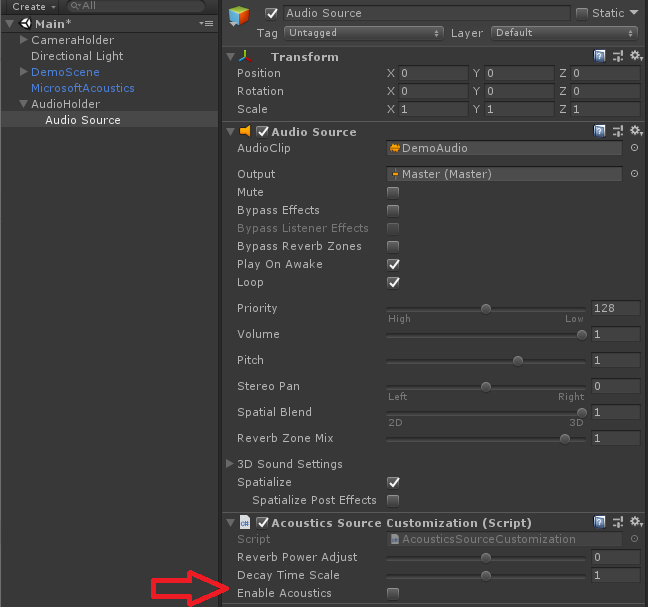 Create
All
Main*
CameraHolder
Directional Light
DemoScene
MicrosoftAcoustics
AudioHolder
Audio Source
Audio Source
Static
Tag Untagged Layer Default
Transform
Position X 0 Y 0 Z 0
Rotation X 0 Y 0 Z 0
Scale X 1 Y 1 Z 1
Audio Source
AudioClip DemoAudio
Output Master (Master)
Mute
Bypass Effects
Bypass Listener Effects
Bypass Reverb Zones
Play On Awake
Loop
Priority 128
High Low
Volume 1
Pitch 1
Stereo Pan 0
Left Right
Spatial Blend 1
2D 3D
Reverb Zone Mix 1
3D Sound Settings
Spatialize
Spatialize Post Effects
c#
Acoustics Source Customization (Script)
Script AcousticsSourceCustomization
Reverb Power Adjust 0
Decay Time Scale 1
Enable Acoustics